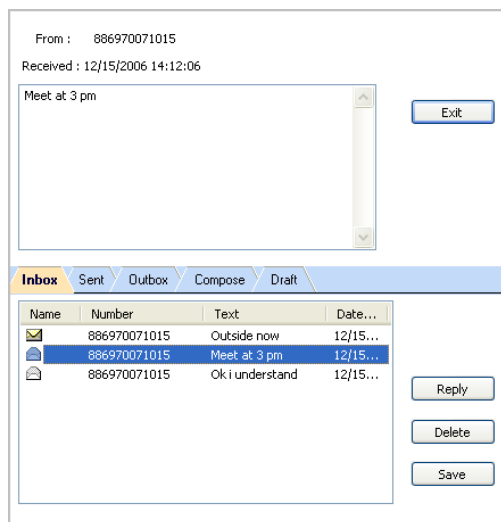 From : 886970071015
Received : 12/15/2006 14:12:06
Meet at 3 pm
Exit
Inbox Sent Outbox Compose Draft
Name Number Text Date...
886970071015 Outside now 12/15...
886970071015 Meet at 3 pm 12/15...
886970071015 Ok i understand 12/15...
Reply
Delete
Save